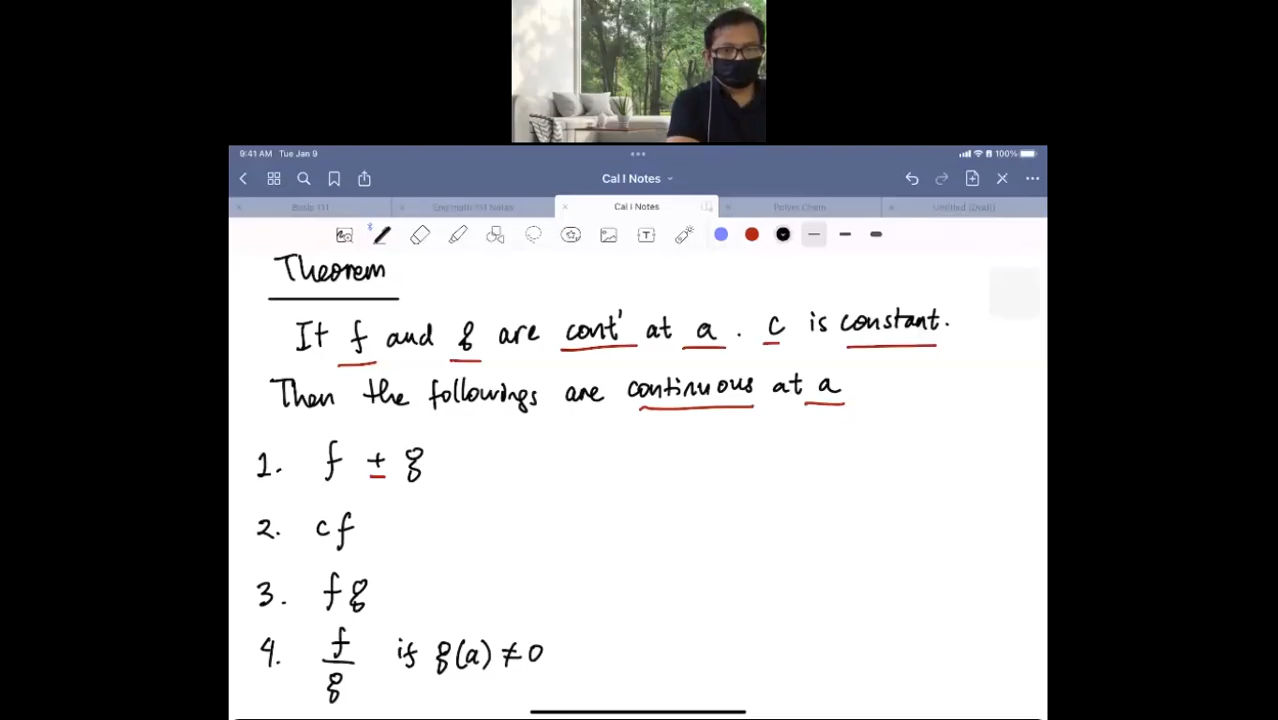 9:41 AM Tue Jan 9
100%
Cal I Notes
Cal I Notes
Theorem
If f and g are cont' at a. c is constant.
Then the followings are continuous at a
1. f ± g
2. cf
3. fg
4. f/g if g(a) ≠ 0